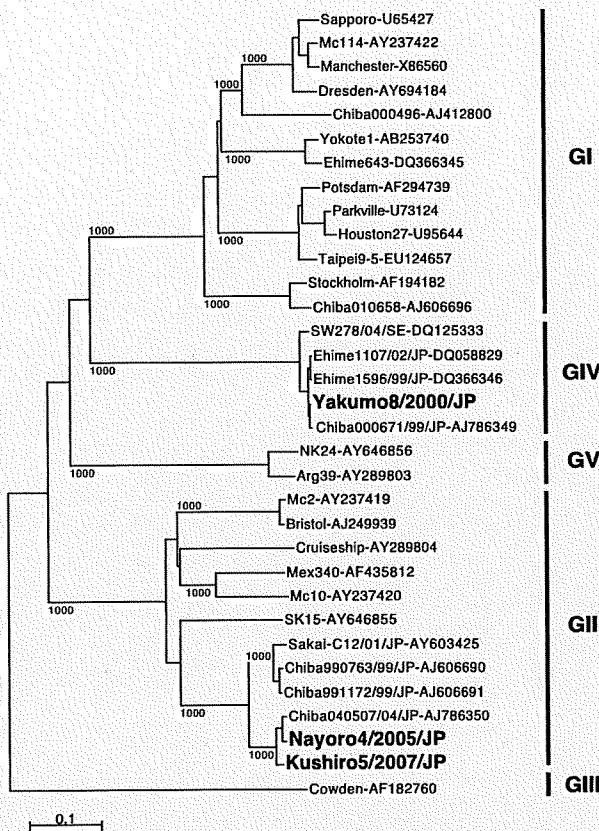 Sapporo-U65427
Mc114-AY237422
Manchester-X86560
1000
Dresden-AY694184
1000
Chiba000496-AJ412800
Yokote1-AB253740
1000
Ehime643-DQ366345
GI
Potsdam-AF294739
Parkville-U73124
1000
1000
Houston27-U95644
Taipei9-5-EU124657
Stockholm-AF194182
1000
Chiba010658-AJ606696
SW278/04/SE-DQ125333
Ehime1107/02/JP-DQ058829
1000
Ehime1596/99/JP-DQ366346
GIV
Yakumo8/2000/JP
Chiba000671/99/JP-AJ786349
NK24-AY646856
GV
1000
Arg39-AY289803
Mc2-AY237419
1000
Bristol-AJ249939
Cruiseship-AY289804
Mex340-AF435812
1000
Mc10-AY237420
1000
SK15-AY646855
GII
Sakai-C12/01/JP-AY603425
1000
Chiba990763/99/JP-AJ606690
Chiba991172/99/JP-AJ606691
1000
Chiba040507/04/JP-AJ786350
Nayoro4/2005/JP
1000
Kushiro5/2007/JP
Cowden-AF182760
GIII
0.1